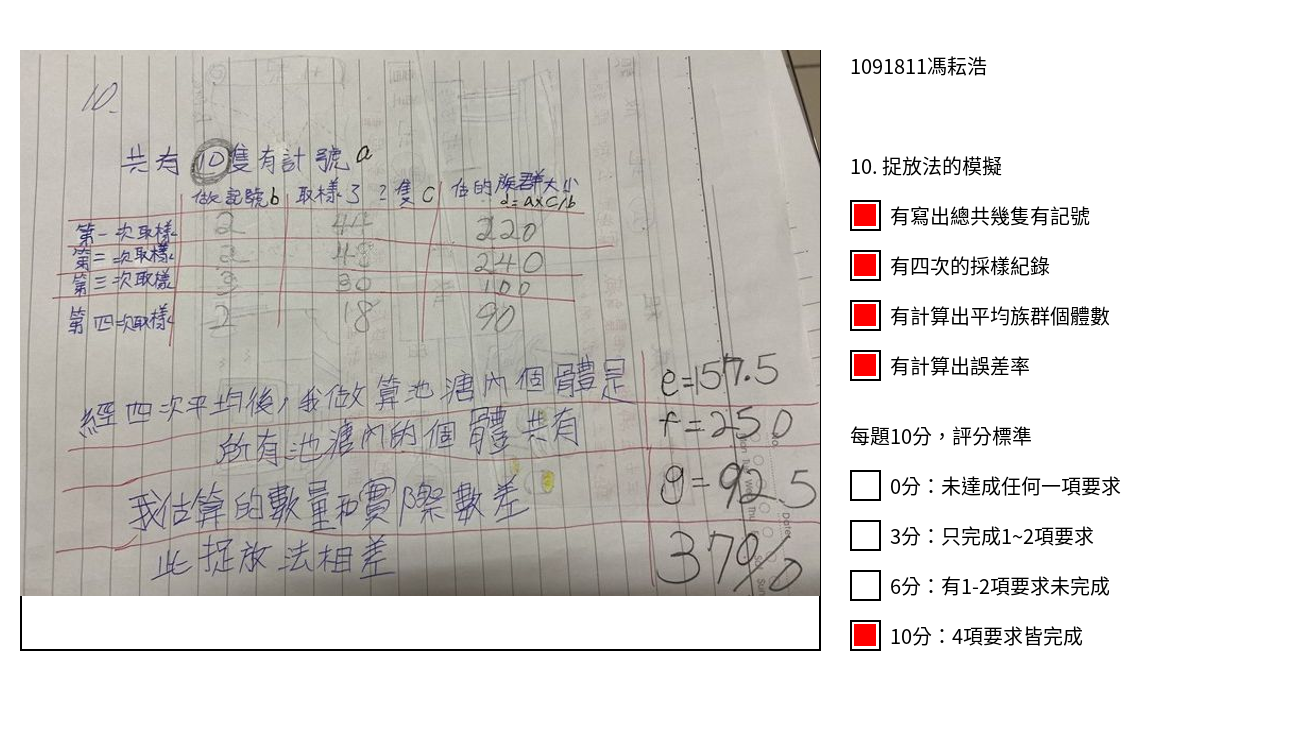 10.
共有 10 隻有計號 a
做記號b 取樣了?隻C 估的族群大小
d=a×C/b
第一次取樣 2 44 220
第二次取樣 2 48 240
第三次取樣 3 30 100
第四次取樣 2 18 90
經四次平均後,我做算池溏內個體是 e=157.5
所有池溏內的個體共有 f=250
我估算的數量和實際數差 g=92.5
此捉放法相差 37%
1091811馮耘浩
10. 捉放法的模擬
有寫出總共幾隻有記號
有四次的採樣紀錄
有計算出平均族群個體數
有計算出誤差率
每題10分，評分標準
0分：未達成任何一項要求
3分：只完成1~2項要求
6分：有1-2項要求未完成
10分：4項要求皆完成